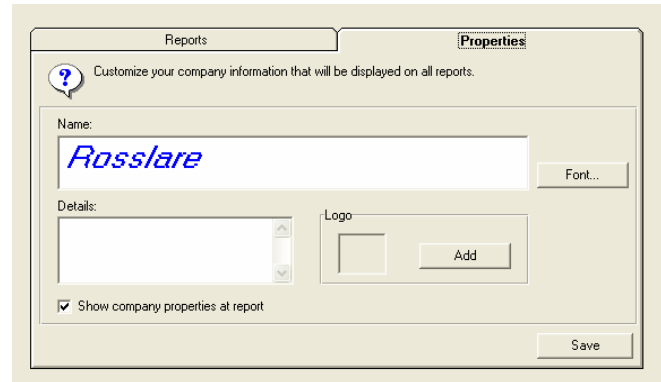 Reports
Properties
Customize your company information that will be displayed on all reports.
Name:
Rosslare
Font...
Details:
Logo
Add
Show company properties at report
Save